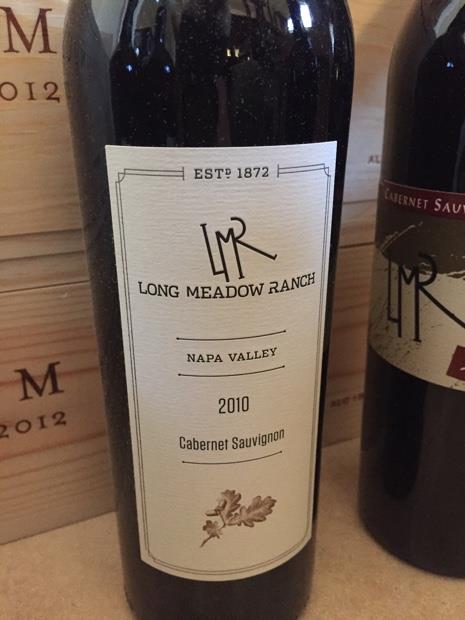 M
2012
ESTD 1872
LMR
LONG MEADOW RANCH
NAPA VALLEY
2010
Cabernet Sauvignon
M
2012
CABERNET SAUV
LMR